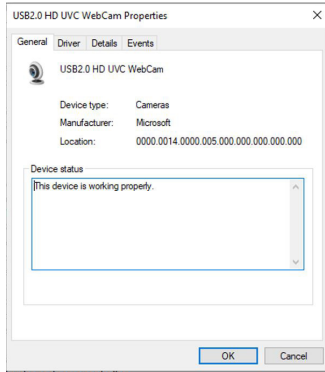 USB2.0 HD UVC WebCam Properties
General Driver Details Events
USB2.0 HD UVC WebCam
Device type: Cameras
Manufacturer: Microsoft
Location: 0000.0014.0000.005.000.000.000.000.000
Device status
This device is working properly.
OK Cancel